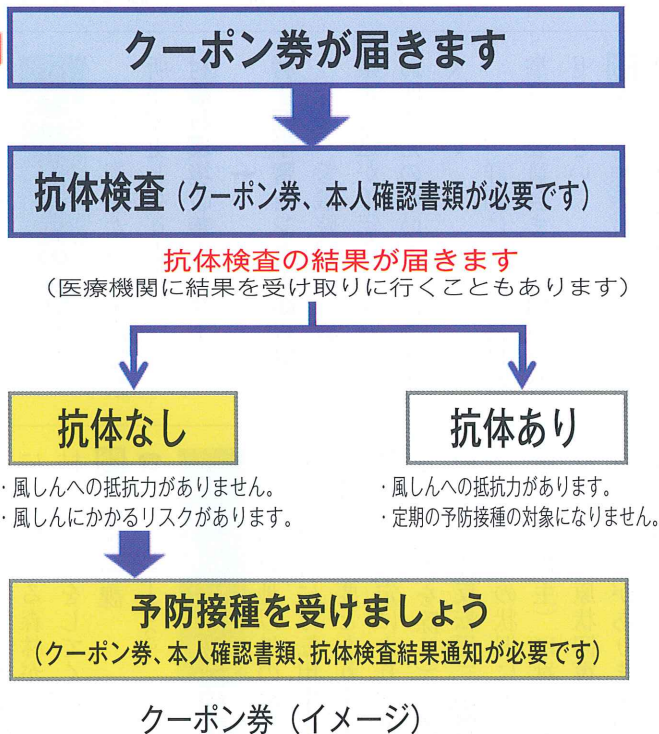 クーポン券が届きます
抗体検査（クーポン券、本人確認書類が必要です）
抗体検査の結果が届きます
（医療機関に結果を受け取りに行くこともあります）
抗体なし
・風しんへの抵抗力がありません。
・風しんにかかるリスクがあります。
抗体あり
・風しんへの抵抗力があります。
・定期の予防接種の対象になりません。
予防接種を受けましょう
（クーポン券、本人確認書類、抗体検査結果通知が必要です）
クーポン券（イメージ）